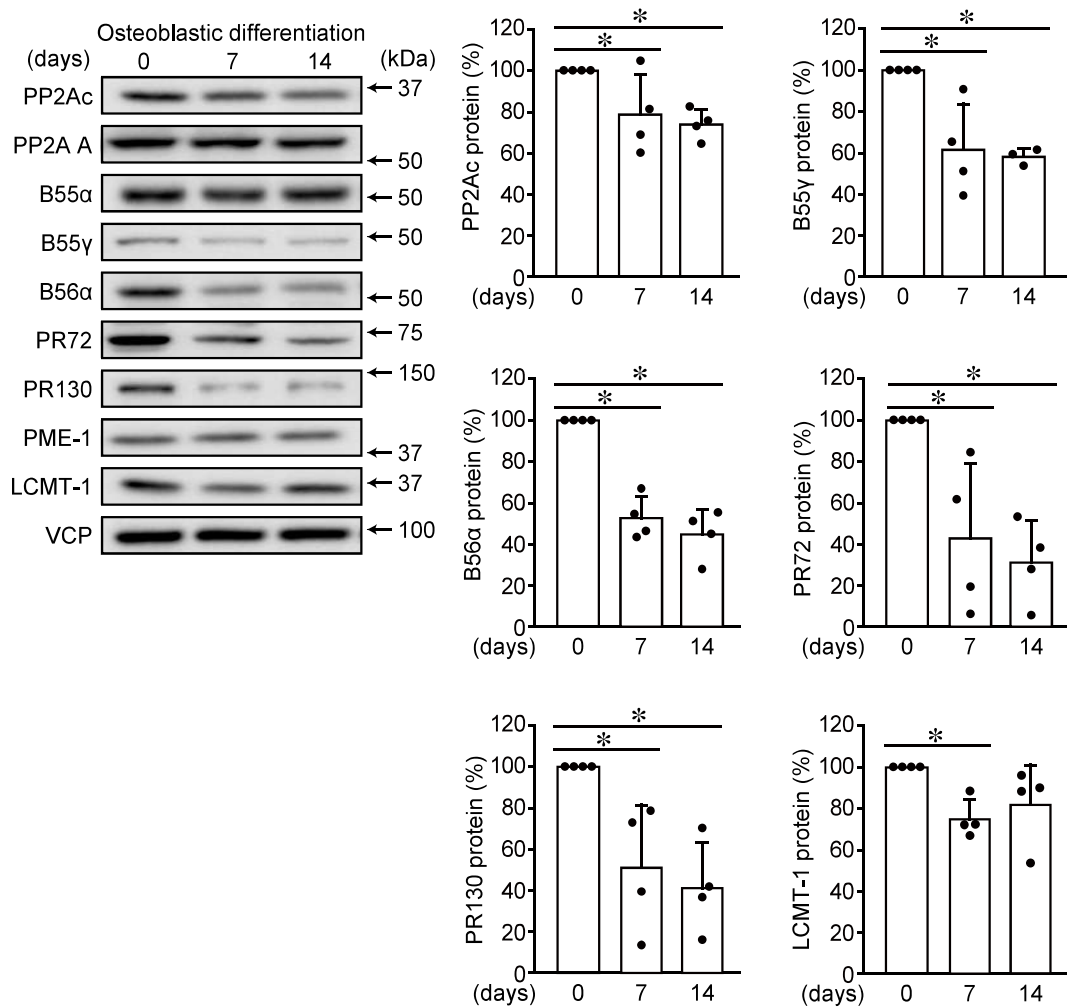 Osteoblastic differentiation
(days) 0 7 14 (kDa)
PP2Ac 37
PP2A A 50
B55α 50
B55γ 50
B56α 50
PR72 75
PR130 150
PME-1 37
LCMT-1 37
VCP 100
PP2Ac protein (%)
120
100
80
60
40
20
0
* *
(days) 0 7 14
B55γ protein (%)
120
100
80
60
40
20
0
* *
(days) 0 7 14
B56α protein (%)
120
100
80
60
40
20
0
* *
(days) 0 7 14
PR72 protein (%)
120
100
80
60
40
20
0
* *
(days) 0 7 14
PR130 protein (%)
120
100
80
60
40
20
0
* *
(days) 0 7 14
LCMT-1 protein (%)
120
100
80
60
40
20
0
*
(days) 0 7 14